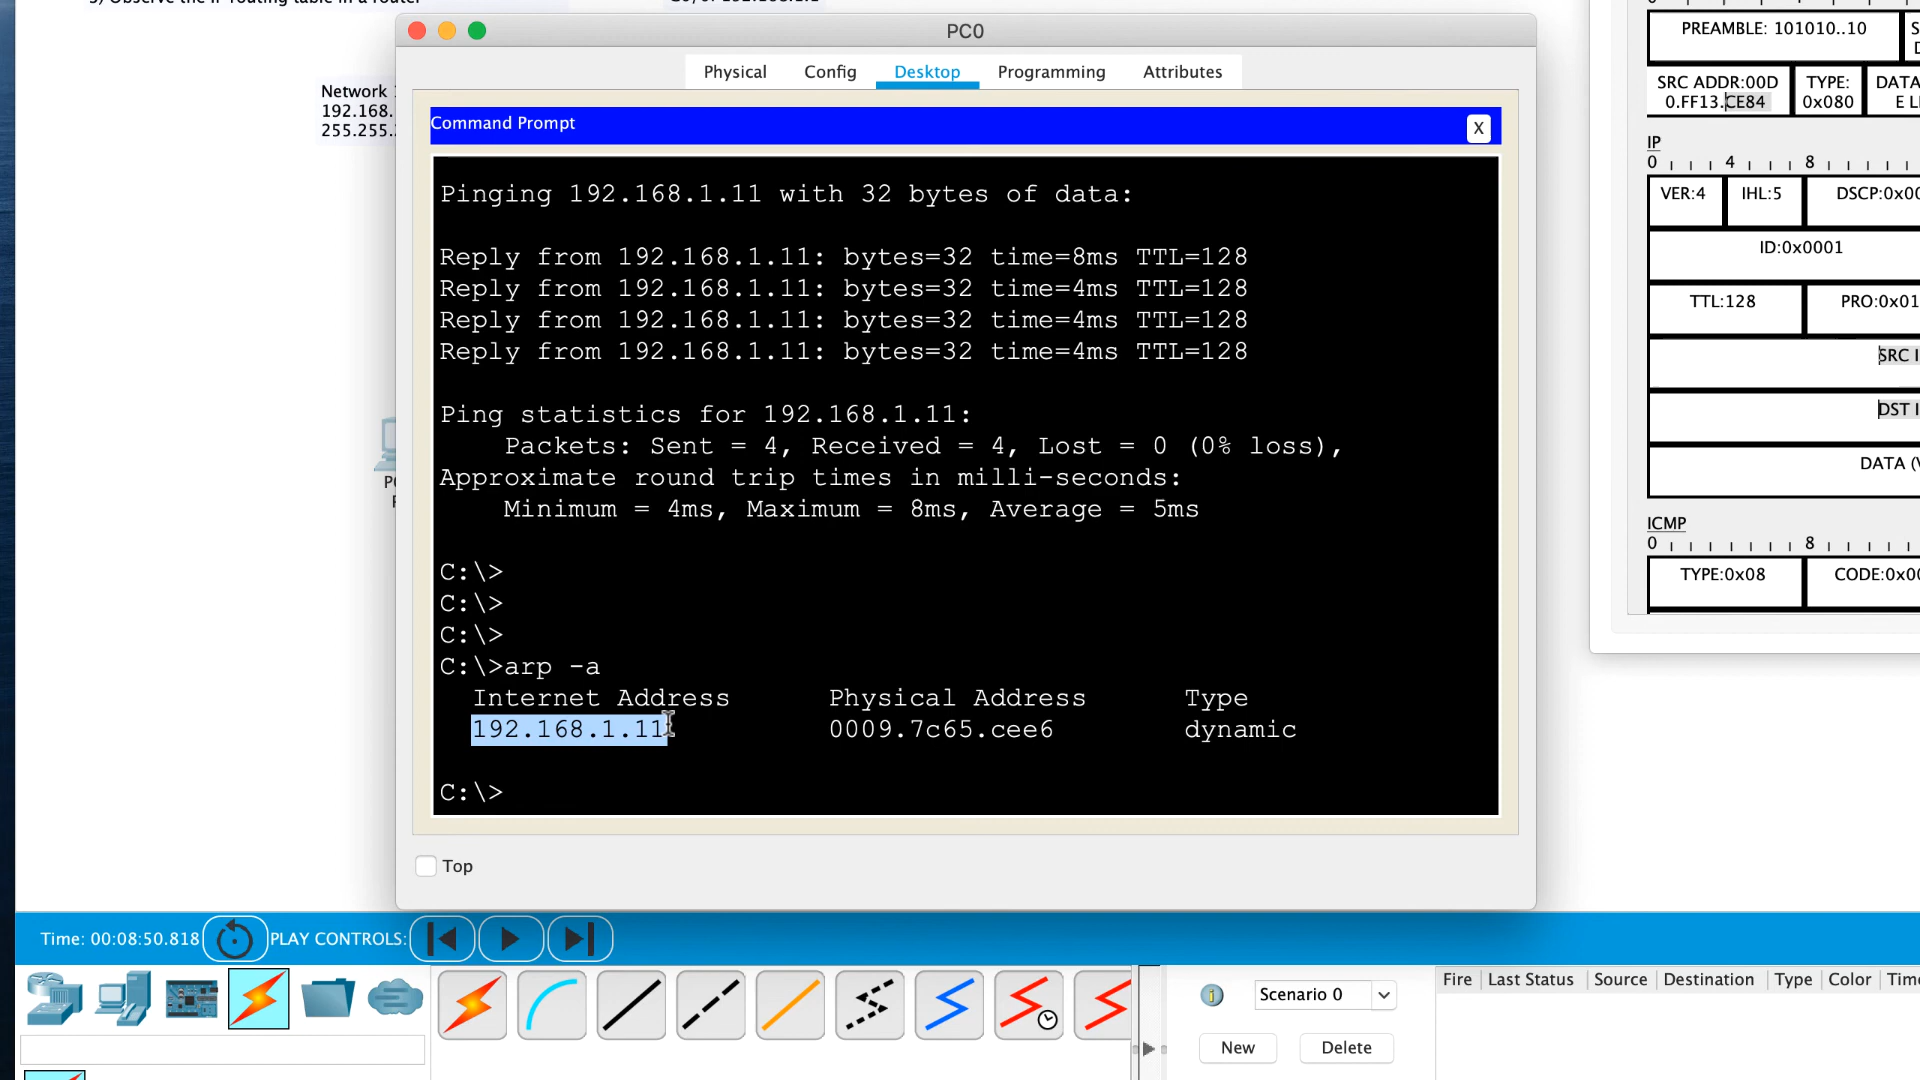 PC0
Physical
Config
Desktop
Programming
Attributes
Network
192.168.
255.255.
Command Prompt
X
Pinging 192.168.1.11 with 32 bytes of data:
Reply from 192.168.1.11: bytes=32 time=8ms TTL=128
Reply from 192.168.1.11: bytes=32 time=4ms TTL=128
Reply from 192.168.1.11: bytes=32 time=4ms TTL=128
Reply from 192.168.1.11: bytes=32 time=4ms TTL=128
Ping statistics for 192.168.1.11:
Packets: Sent = 4, Received = 4, Lost = 0 (0% loss),
Approximate round trip times in milli-seconds:
Minimum = 4ms, Maximum = 8ms, Average = 5ms
C:\>
C:\>
C:\>
C:\>arp -a
Internet Address Physical Address Type
192.168.1.11 0009.7c65.cee6 dynamic
C:\>
Top
PREAMBLE: 101010..10
SRC ADDR:00D
0.FF13.CE84
TYPE:
0x080
DATA
E L
IP
0 4 8
VER:4
IHL:5
DSCP:0x00
ID:0x0001
TTL:128
PRO:0x01
SRC I
DST I
DATA (V
ICMP
0 8
TYPE:0x08
CODE:0x00
Time: 00:08:50.818
PLAY CONTROLS:
Scenario 0
New
Delete
Fire
Last Status
Source
Destination
Type
Color
Time